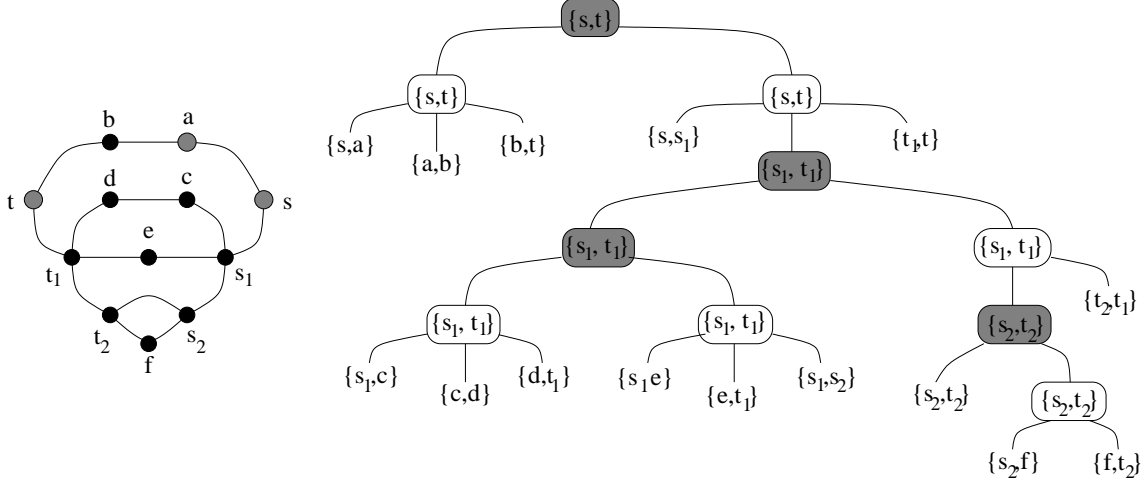 {s,t}
{s,t}
{s,t}
b
a
{s,a}
{a,b}
{b,t}
{s,s1}
{t1,t}
{s1, t1}
d
c
t
s
e
t1
s1
{s1, t1}
{s1, t1}
{t2,t1}
t2
s2
f
{s1, t1}
{s1, t1}
{s2,t2}
{s1,c}
{c,d}
{d,t1}
{s1e}
{e,t1}
{s1,s2}
{s2,t2}
{s2,t2}
{s2,f}
{f,t2}